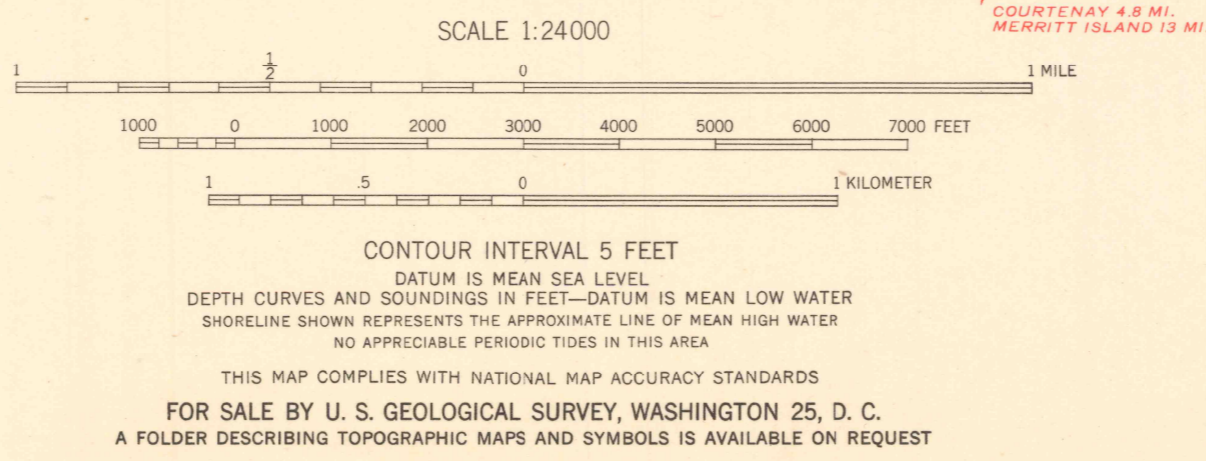 COURTENAY 4.8 MI.
MERRITT ISLAND 13 MI.
SCALE 1:24000
1 1/2 0 1 MILE
1000 0 1000 2000 3000 4000 5000 6000 7000 FEET
1 .5 0 1 KILOMETER
CONTOUR INTERVAL 5 FEET
DATUM IS MEAN SEA LEVEL
DEPTH CURVES AND SOUNDINGS IN FEET—DATUM IS MEAN LOW WATER
SHORELINE SHOWN REPRESENTS THE APPROXIMATE LINE OF MEAN HIGH WATER
NO APPRECIABLE PERIODIC TIDES IN THIS AREA
THIS MAP COMPLIES WITH NATIONAL MAP ACCURACY STANDARDS
FOR SALE BY U. S. GEOLOGICAL SURVEY, WASHINGTON 25, D. C.
A FOLDER DESCRIBING TOPOGRAPHIC MAPS AND SYMBOLS IS AVAILABLE ON REQUEST